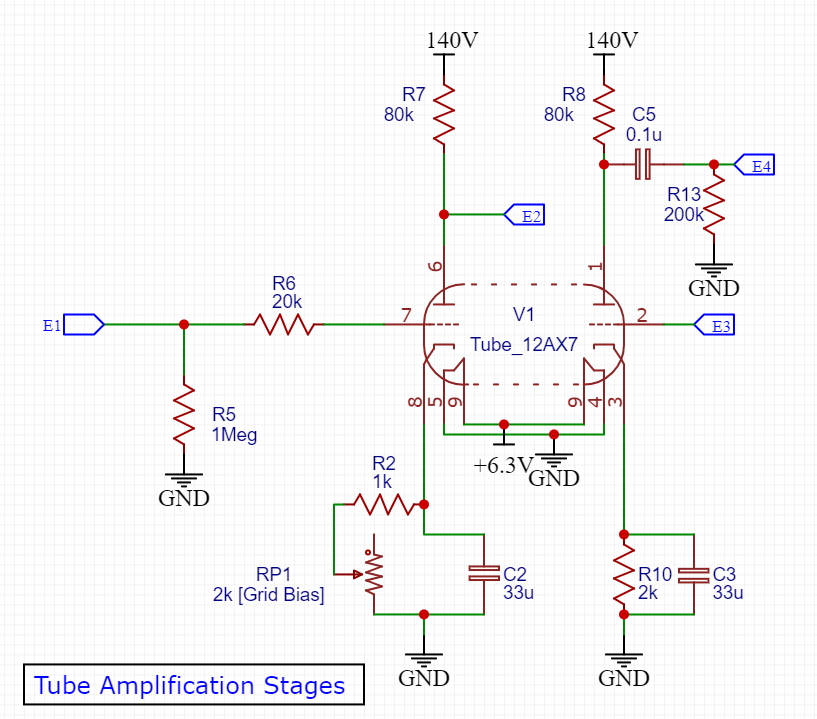 140V
140V
R7
80k
R8
80k
C5
0.1u
E4
R13
200k
E2
GND
6
1
R6
20k
V1
E1
7
2
E3
Tube_12AX7
R5
1Meg
8
5
9
9
4
3
GND
+6.3V
GND
R2
1k
RP1
2k [Grid Bias]
C2
33u
R10
2k
C3
33u
GND
GND
Tube Amplification Stages